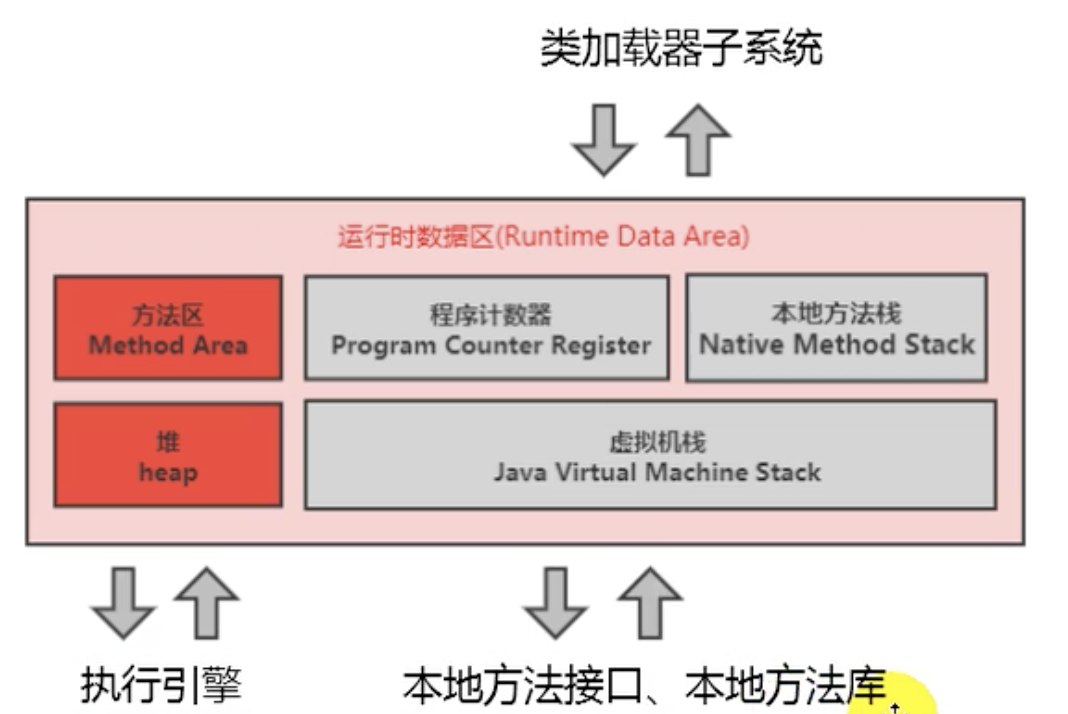 类加载器子系统
运行时数据区(Runtime Data Area)
方法区
Method Area
程序计数器
Program Counter Register
本地方法栈
Native Method Stack
堆
heap
虚拟机栈
Java Virtual Machine Stack
执行引擎
本地方法接口、本地方法库